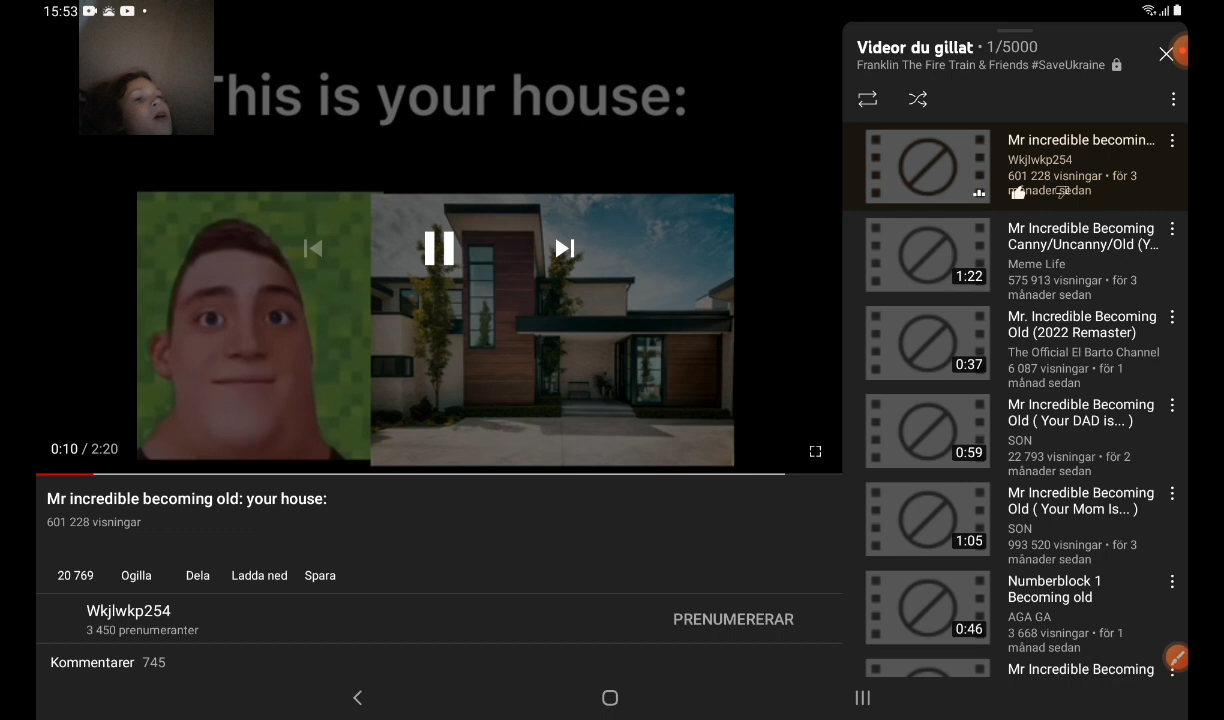 15:53
This is your house:
0:10 / 2:20
Mr incredible becoming old: your house:
601 228 visningar
20 769
Ogilla
Dela
Ladda ned
Spara
Wkjlwkp254
3 450 prenumeranter
PRENUMERERAR
Kommentarer 745
Videor du gillat • 1/5000
Franklin The Fire Train & Friends #SaveUkraine
Mr incredible becomin...
Wkjlwkp254
601 228 visningar • för 3
månader sedan
1:22
Mr Incredible Becoming
Canny/Uncanny/Old (Y...
Meme Life
575 913 visningar • för 3
månader sedan
0:37
Mr. Incredible Becoming
Old (2022 Remaster)
The Official El Barto Channel
6 087 visningar • för 1
månad sedan
0:59
Mr Incredible Becoming
Old ( Your DAD is... )
SON
22 793 visningar • för 2
månader sedan
1:05
Mr Incredible Becoming
Old ( Your Mom Is... )
SON
993 520 visningar • för 3
månader sedan
0:46
Numberblock 1
Becoming old
AGA GA
3 668 visningar • för 1
månad sedan
Mr Incredible Becoming